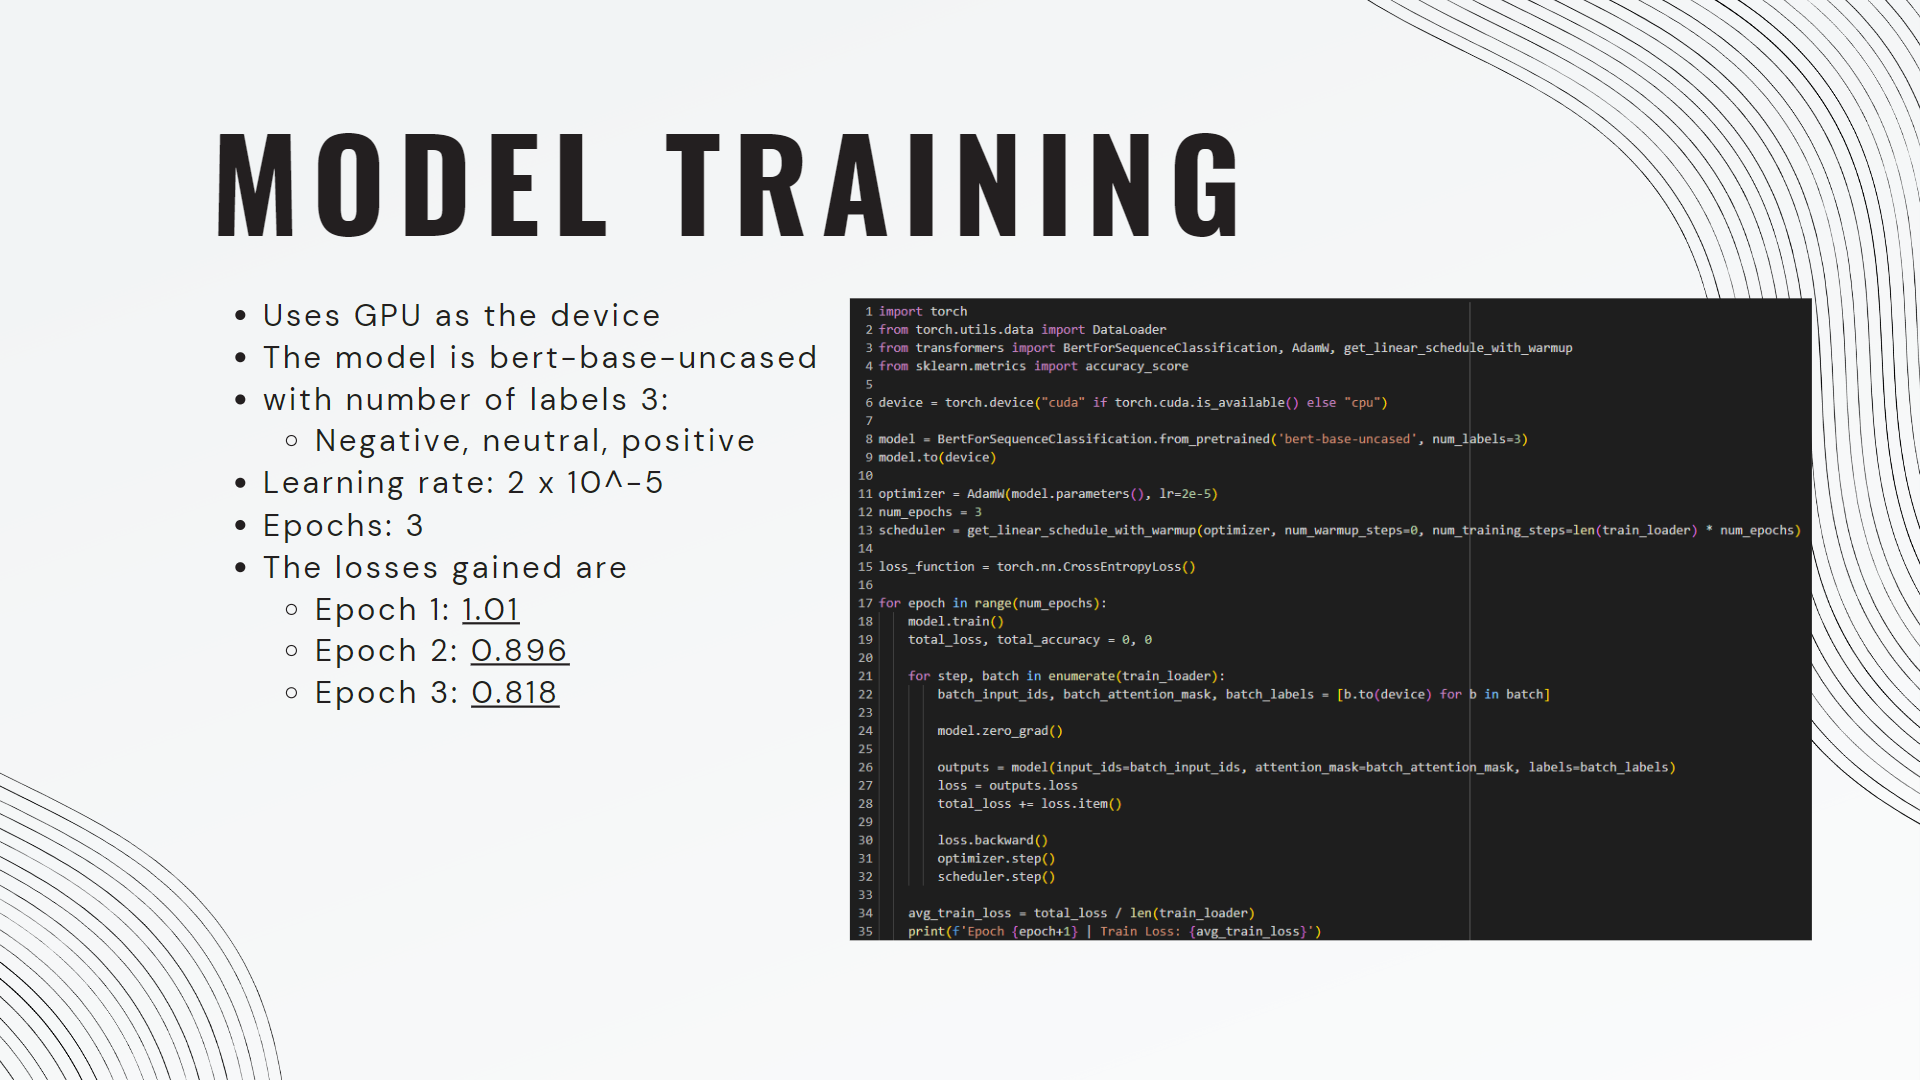 MODEL TRAINING
• Uses GPU as the device
• The model is bert-base-uncased
• with number of labels 3:
○ Negative, neutral, positive
• Learning rate: 2 x 10^-5
• Epochs: 3
• The losses gained are
○ Epoch 1: 1.01
○ Epoch 2: 0.896
○ Epoch 3: 0.818
1 import torch
2 from torch.utils.data import DataLoader
3 from transformers import BertForSequenceClassification, AdamW, get_linear_schedule_with_warmup
4 from sklearn.metrics import accuracy_score
5
6 device = torch.device("cuda" if torch.cuda.is_available() else "cpu")
7
8 model = BertForSequenceClassification.from_pretrained('bert-base-uncased', num_labels=3)
9 model.to(device)
10
11 optimizer = AdamW(model.parameters(), lr=2e-5)
12 num_epochs = 3
13 scheduler = get_linear_schedule_with_warmup(optimizer, num_warmup_steps=0, num_training_steps=len(train_loader) * num_epochs)
14
15 loss_function = torch.nn.CrossEntropyLoss()
16
17 for epoch in range(num_epochs):
18     model.train()
19     total_loss, total_accuracy = 0, 0
20
21     for step, batch in enumerate(train_loader):
22         batch_input_ids, batch_attention_mask, batch_labels = [b.to(device) for b in batch]
23
24         model.zero_grad()
25
26         outputs = model(input_ids=batch_input_ids, attention_mask=batch_attention_mask, labels=batch_labels)
27         loss = outputs.loss
28         total_loss += loss.item()
29
30         loss.backward()
31         optimizer.step()
32         scheduler.step()
33
34     avg_train_loss = total_loss / len(train_loader)
35     print(f'Epoch {epoch+1} | Train Loss: {avg_train_loss}')